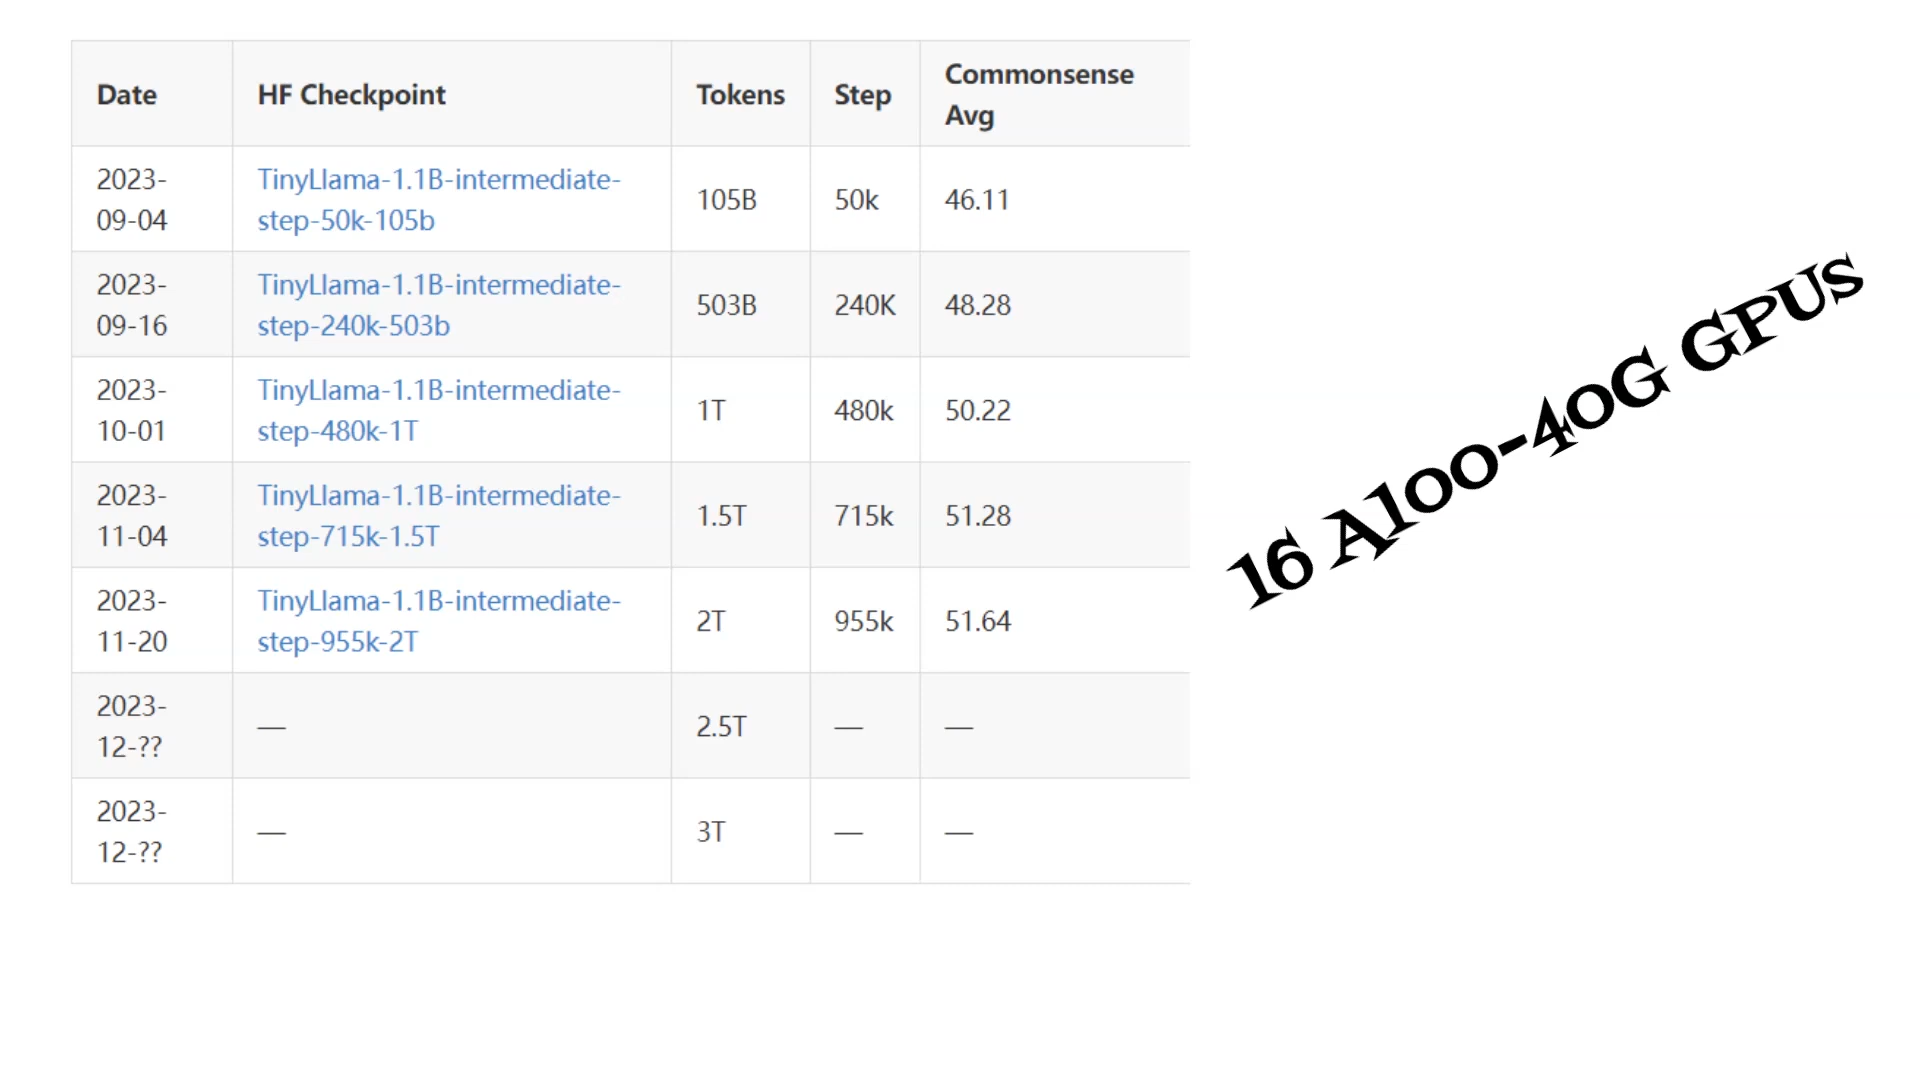 Date HF Checkpoint Tokens Step Commonsense
Avg
2023-
09-04 TinyLlama-1.1B-intermediate-
step-50k-105b 105B 50k 46.11
2023-
09-16 TinyLlama-1.1B-intermediate-
step-240k-503b 503B 240K 48.28
2023-
10-01 TinyLlama-1.1B-intermediate-
step-480k-1T 1T 480k 50.22
2023-
11-04 TinyLlama-1.1B-intermediate-
step-715k-1.5T 1.5T 715k 51.28
2023-
11-20 TinyLlama-1.1B-intermediate-
step-955k-2T 2T 955k 51.64
2023-
12-?? — 2.5T — —
2023-
12-?? — 3T — —
16 A100-40G GPUs